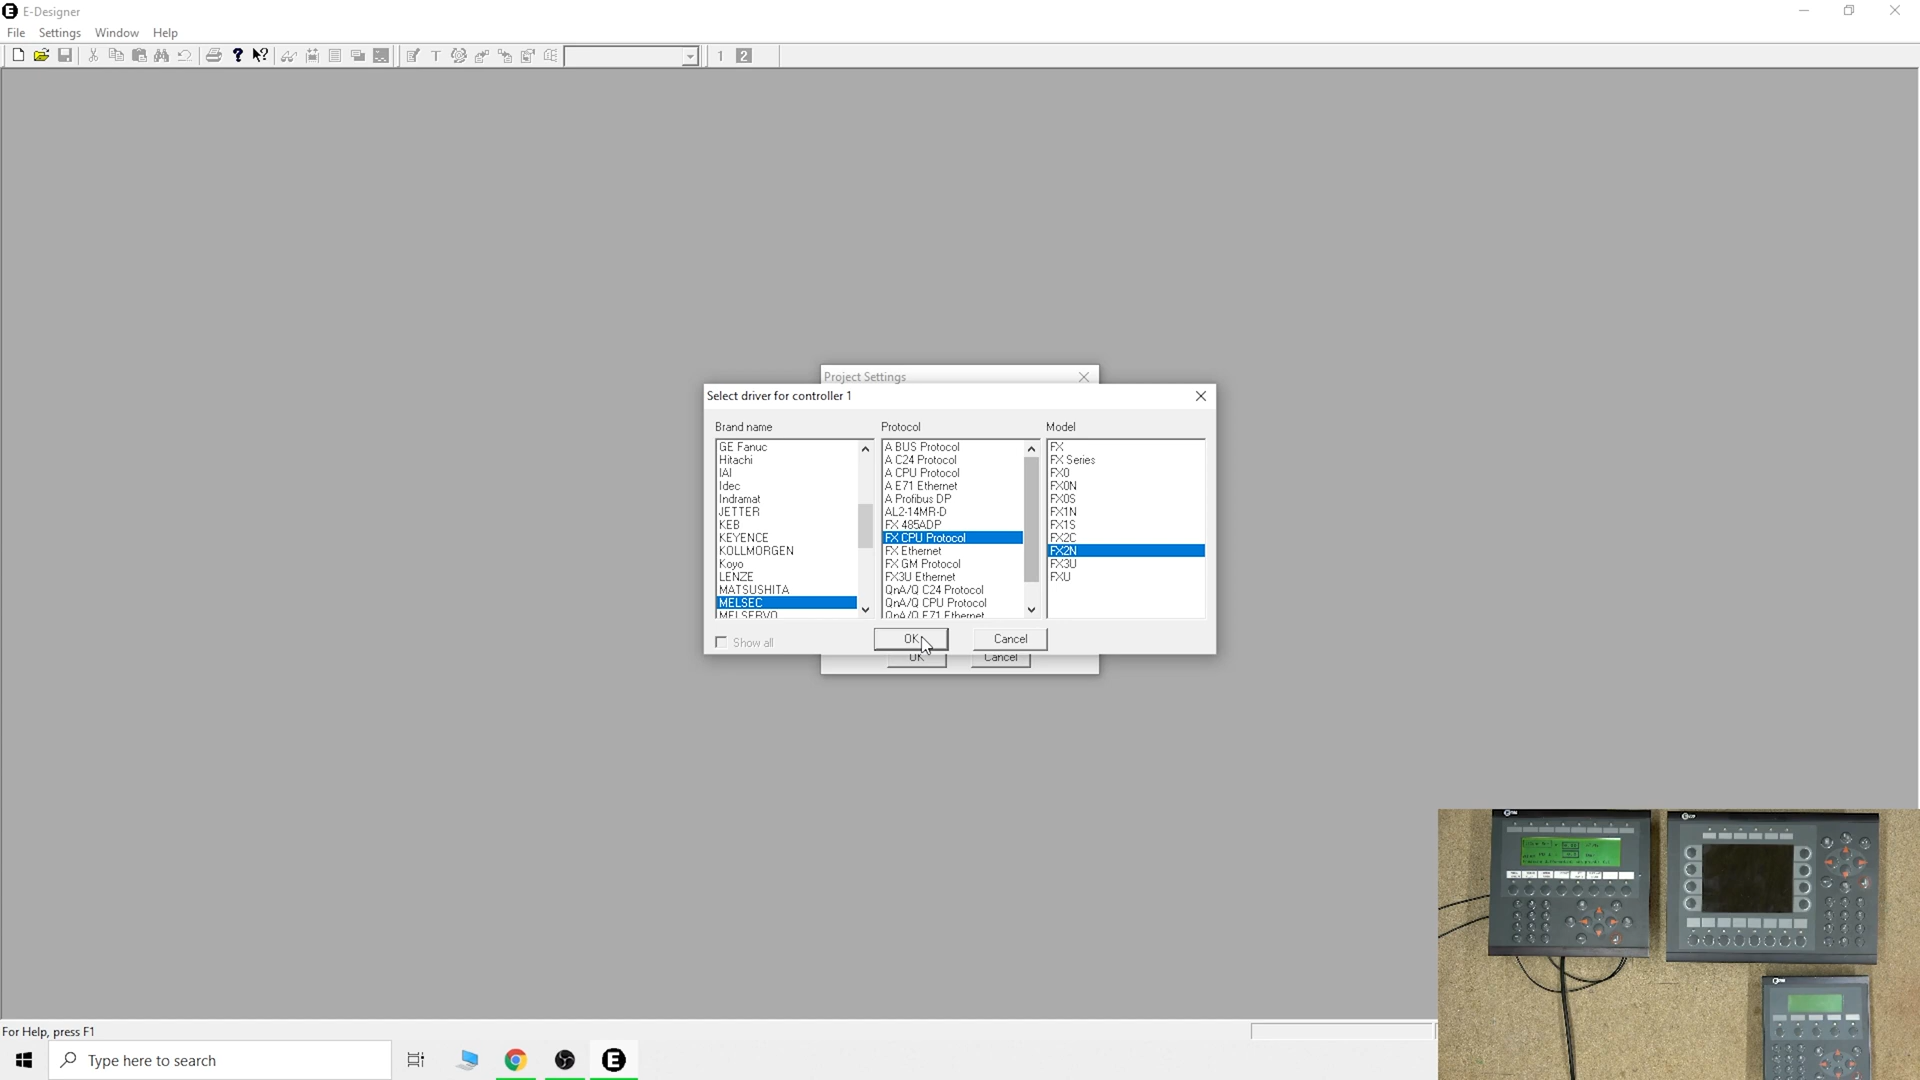 E-Designer
File Settings Window Help
1 2
Project Settings
Select driver for controller 1
Brand name Protocol Model
GE Fanuc
Hitachi
IAI
Idec
Indramat
JETTER
KEB
KEYENCE
KOLLMORGEN
Koyo
LENZE
MATSUSHITA
MELSEC
MELSERVO
A BUS Protocol
A C24 Protocol
A CPU Protocol
A E71 Ethernet
A Profibus DP
AL2-14MR-D
FX 485ADP
FX CPU Protocol
FX Ethernet
FX GM Protocol
FX3U Ethernet
QnA/Q C24 Protocol
QnA/Q CPU Protocol
QnA/Q E71 Ethernet
FX
FX Series
FX0
FX0N
FX0S
FX1N
FX1S
FX2C
FX2N
FX3U
FXU
Show all
OK Cancel
OK Cancel
For Help, press F1
Type here to search